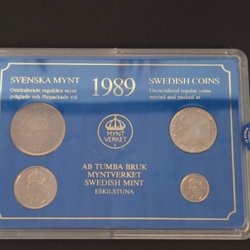 SVENSKA MYNT
Ocirkulerade reguljära mynt
präglade och förpackade vid
1989
SWEDISH COINS
Uncirculated regular coins
minted and packed at
MYNT
VERKET
AB TUMBA BRUK
MYNTVERKET
SWEDISH MINT
ESKILSTUNA